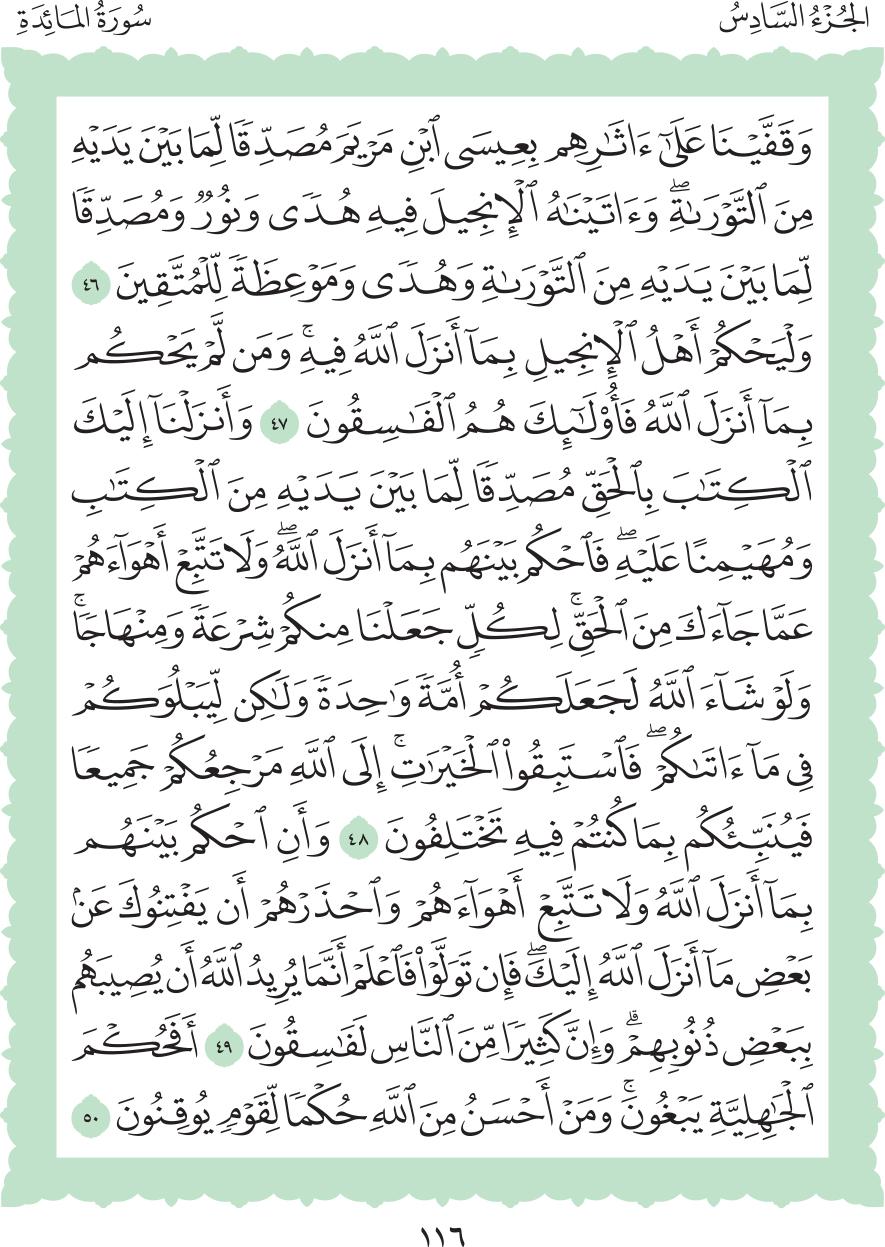 الجُزْءُ السَّادِسُ
سُورَةُ المَائِدَةِ
وَقَفَّيْنَا عَلَىٰٓ ءَاثَٰرِهِم بِعِيسَى ٱبْنِ مَرْيَمَ مُصَدِّقٗا لِّمَا بَيْنَ يَدَيْهِ
مِنَ ٱلتَّوْرَىٰةِۖ وَءَاتَيْنَٰهُ ٱلْإِنجِيلَ فِيهِ هُدٗى وَنُورٞ وَمُصَدِّقٗا
لِّمَا بَيْنَ يَدَيْهِ مِنَ ٱلتَّوْرَىٰةِ وَهُدٗى وَمَوْعِظَةٗ لِّلْمُتَّقِينَ ٤٦
وَلْيَحْكُمْ أَهْلُ ٱلْإِنجِيلِ بِمَآ أَنزَلَ ٱللَّهُ فِيهِۚ وَمَن لَّمْ يَحْكُم
بِمَآ أَنزَلَ ٱللَّهُ فَأُوْلَٰٓئِكَ هُمُ ٱلْفَٰسِقُونَ ٤٧ وَأَنزَلْنَآ إِلَيْكَ
ٱلْكِتَٰبَ بِٱلْحَقِّ مُصَدِّقٗا لِّمَا بَيْنَ يَدَيْهِ مِنَ ٱلْكِتَٰبِ
وَمُهَيْمِنًا عَلَيْهِۖ فَٱحْكُم بَيْنَهُم بِمَآ أَنزَلَ ٱللَّهُۖ وَلَا تَتَّبِعْ أَهْوَآءَهُمْ
عَمَّا جَآءَكَ مِنَ ٱلْحَقِّۚ لِكُلّٖ جَعَلْنَا مِنكُمْ شِرْعَةٗ وَمِنْهَاجٗاۚ
وَلَوْ شَآءَ ٱللَّهُ لَجَعَلَكُمْ أُمَّةٗ وَٰحِدَةٗ وَلَٰكِن لِّيَبْلُوَكُمْ
فِي مَآ ءَاتَىٰكُمْۖ فَٱسْتَبِقُواْ ٱلْخَيْرَٰتِۚ إِلَى ٱللَّهِ مَرْجِعُكُمْ جَمِيعٗا
فَيُنَبِّئُكُم بِمَا كُنتُمْ فِيهِ تَخْتَلِفُونَ ٤٨ وَأَنِ ٱحْكُم بَيْنَهُم
بِمَآ أَنزَلَ ٱللَّهُ وَلَا تَتَّبِعْ أَهْوَآءَهُمْ وَٱحْذَرْهُمْ أَن يَفْتِنُوكَ عَنۢ
بَعْضِ مَآ أَنزَلَ ٱللَّهُ إِلَيْكَۖ فَإِن تَوَلَّوْاْ فَٱعْلَمْ أَنَّمَا يُرِيدُ ٱللَّهُ أَن يُصِيبَهُم
بِبَعْضِ ذُنُوبِهِمْۗ وَإِنَّ كَثِيرٗا مِّنَ ٱلنَّاسِ لَفَٰسِقُونَ ٤٩ أَفَحُكْمَ
ٱلْجَٰهِلِيَّةِ يَبْغُونَۚ وَمَنْ أَحْسَنُ مِنَ ٱللَّهِ حُكْمٗا لِّقَوْمٖ يُوقِنُونَ ٥٠
١١٦